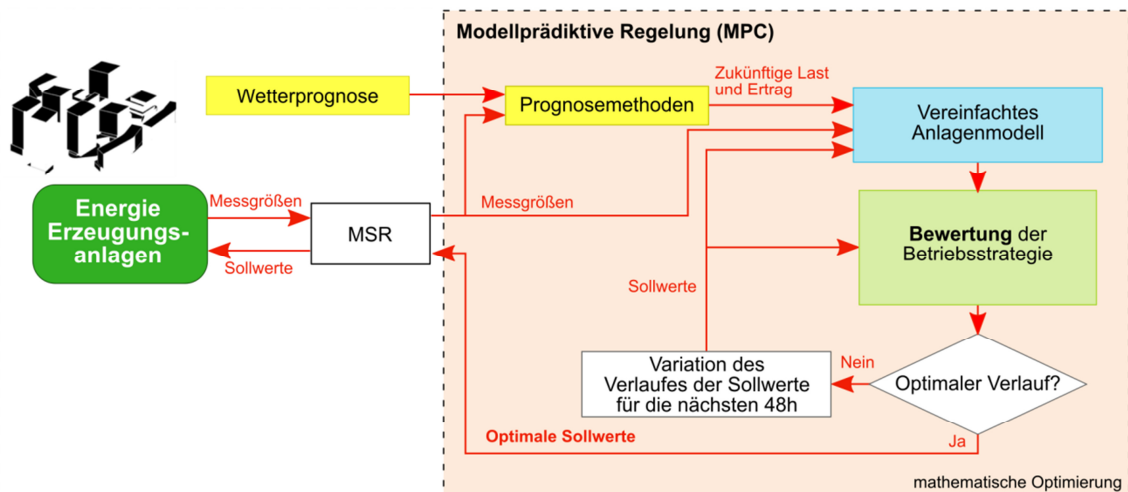 Modellprädiktive Regelung (MPC)
Wetterprognose
Prognosemethoden
Zukünftige Last
und Ertrag
Vereinfachtes
Anlagenmodell
Energie
Erzeugungs-
anlagen
Messgrößen
Sollwerte
MSR
Messgrößen
Bewertung der
Betriebsstrategie
Sollwerte
Variation des
Verlaufes der Sollwerte
für die nächsten 48h
Nein
Optimaler Verlauf?
Optimale Sollwerte
Ja
mathematische Optimierung